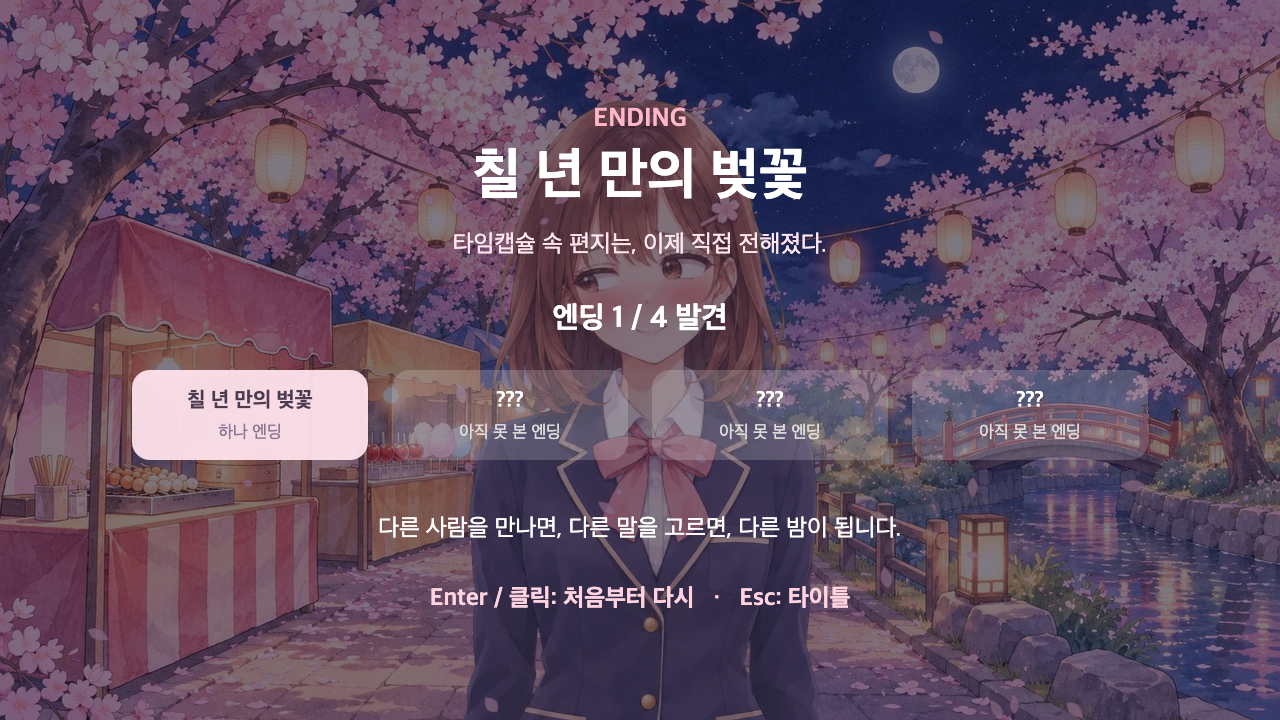 ENDING
칠 년 만의 벚꽃
타임캡슐 속 편지는, 이제 직접 전해졌다.
엔딩 1 / 4 발견
칠 년 만의 벚꽃
하나 엔딩
???
아직 못 본 엔딩
???
아직 못 본 엔딩
???
아직 못 본 엔딩
다른 사람을 만나면, 다른 말을 고르면, 다른 밤이 됩니다.
Enter / 클릭: 처음부터 다시 · Esc: 타이틀